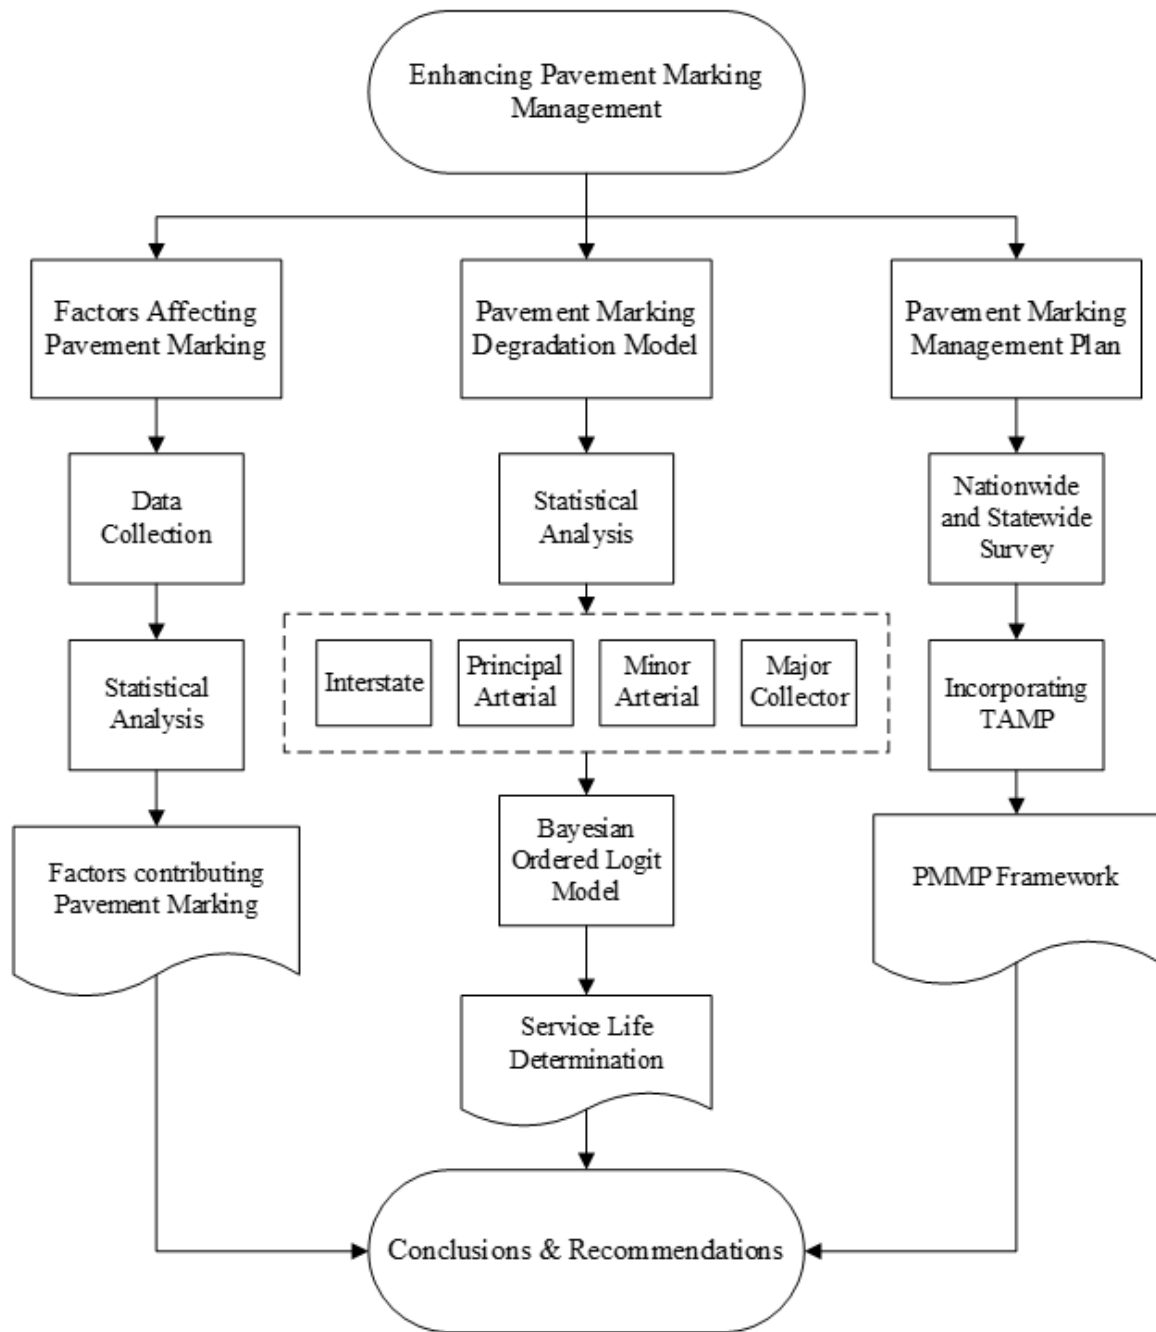 Enhancing Pavement Marking
Management
Factors Affecting
Pavement Marking
Pavement Marking
Degradation Model
Pavement Marking
Management Plan
Data
Collection
Statistical
Analysis
Nationwide
and Statewide
Survey
Statistical
Analysis
Interstate
Principal
Arterial
Minor
Arterial
Major
Collector
Incorporating
TAMP
Factors contributing
Pavement Marking
Bayesian
Ordered Logit
Model
PMMP Framework
Service Life
Determination
Conclusions & Recommendations